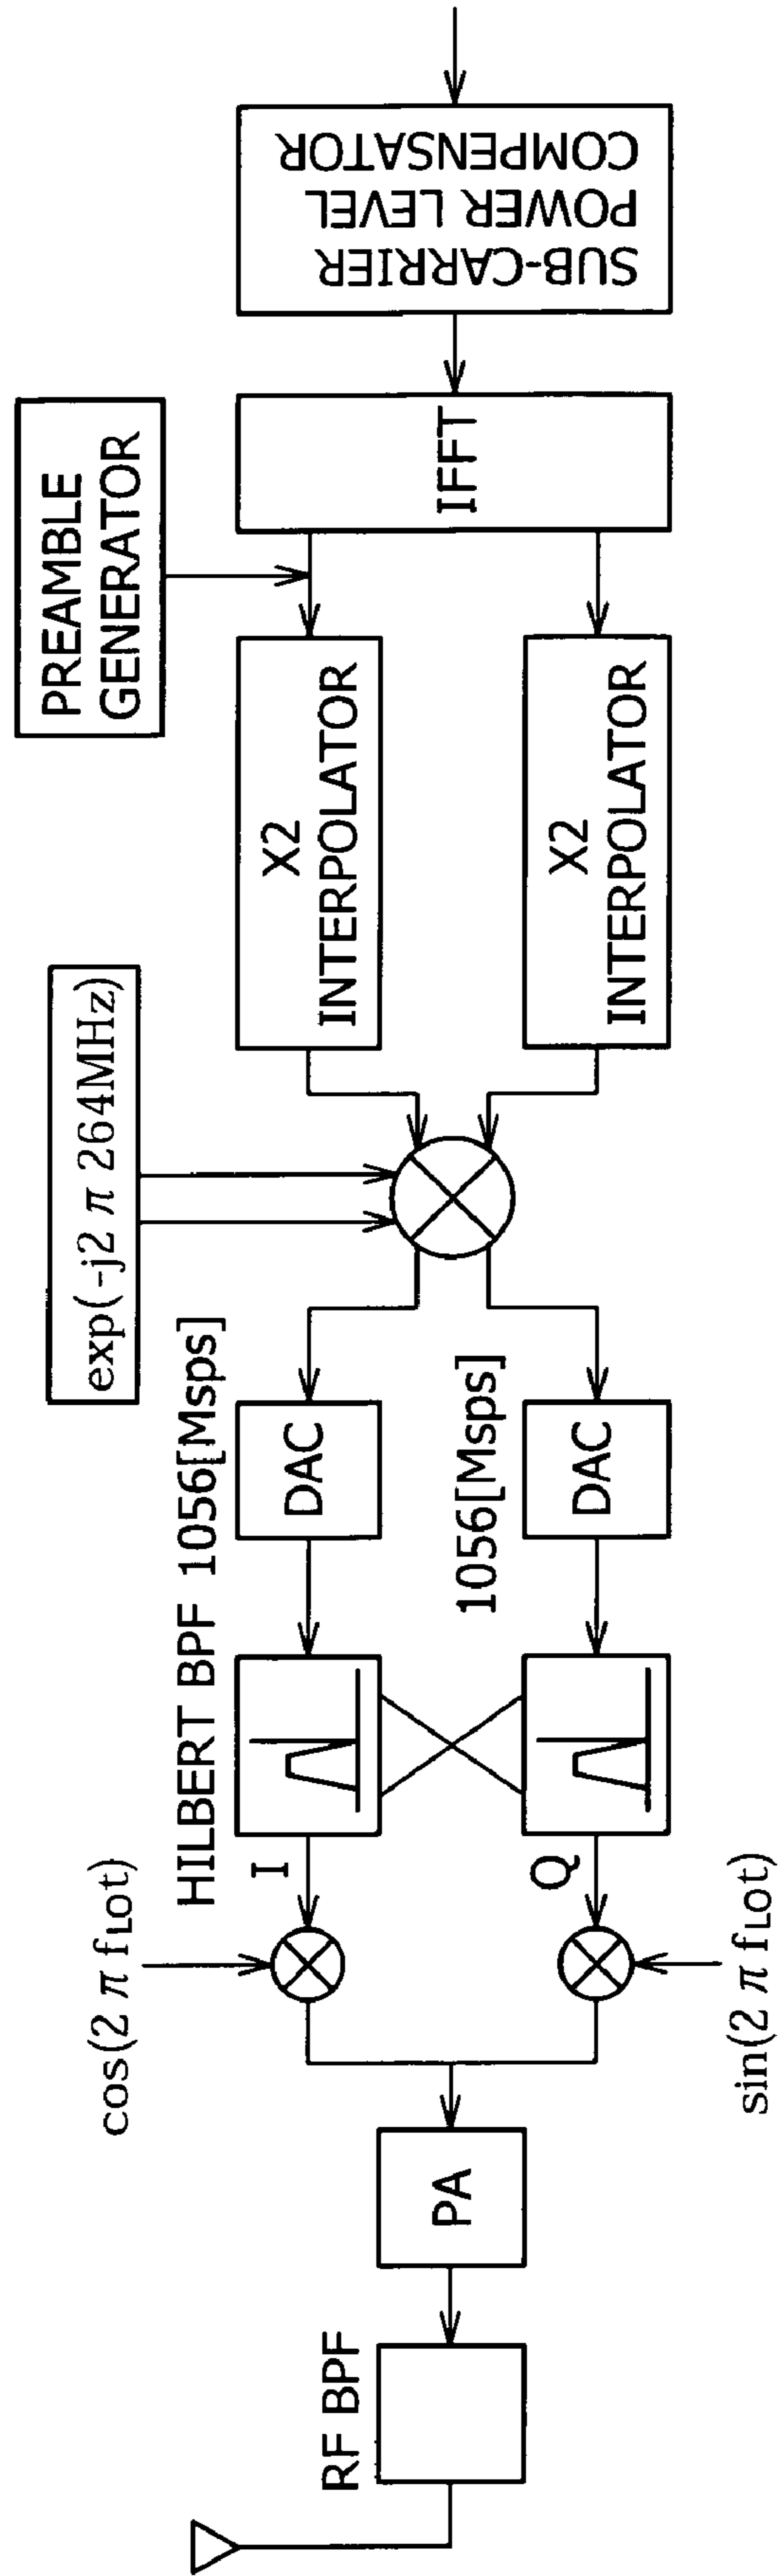 SUB-CARRIER
POWER LEVEL
COMPENSATOR
IFFT
PREAMBLE
GENERATOR
X2
INTERPOLATOR
X2
INTERPOLATOR
exp(-j2 π 264MHz)
HILBERT BPF 1056[Msps]
DAC
1056[Msps]
DAC
I
Q
cos(2 π fLOt)
sin(2 π fLOt)
PA
RF BPF